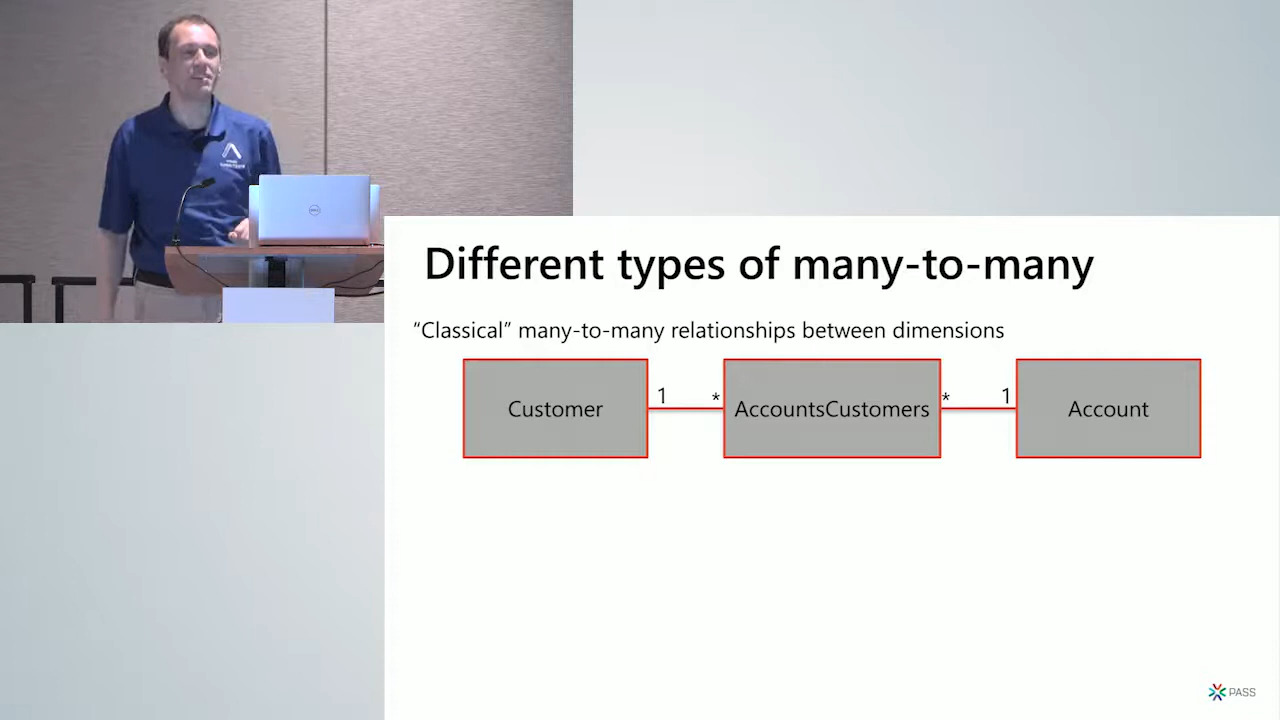 Different types of many-to-many
“Classical” many-to-many relationships between dimensions
Customer
1
*
AccountsCustomers
*
1
Account
PASS